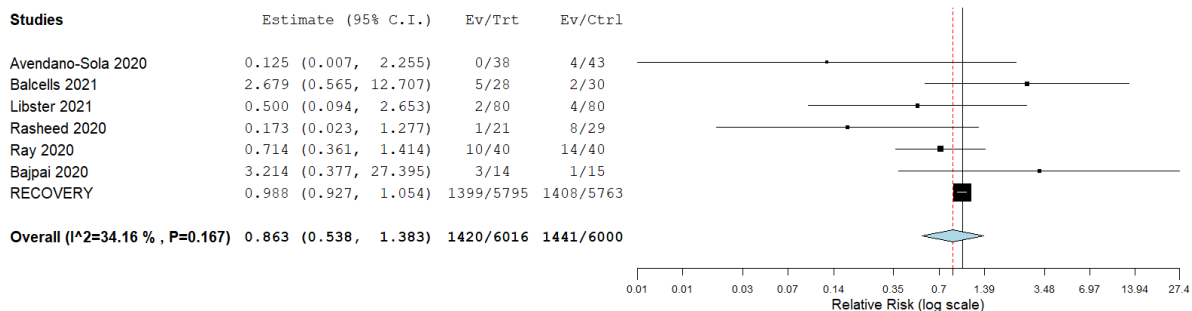 Studies Estimate (95% C.I.) Ev/Trt Ev/Ctrl
Avendano-Sola 2020 0.125 (0.007, 2.255) 0/38 4/43
Balcells 2021 2.679 (0.565, 12.707) 5/28 2/30
Libster 2021 0.500 (0.094, 2.653) 2/80 4/80
Rasheed 2020 0.173 (0.023, 1.277) 1/21 8/29
Ray 2020 0.714 (0.361, 1.414) 10/40 14/40
Bajpai 2020 3.214 (0.377, 27.395) 3/14 1/15
RECOVERY 0.988 (0.927, 1.054) 1399/5795 1408/5763
Overall (I^2=34.16 % , P=0.167) 0.863 (0.538, 1.383) 1420/6016 1441/6000
0.01 0.01 0.03 0.07 0.14 0.35 0.7 1.39 3.48 6.97 13.94 27.4
Relative Risk (log scale)